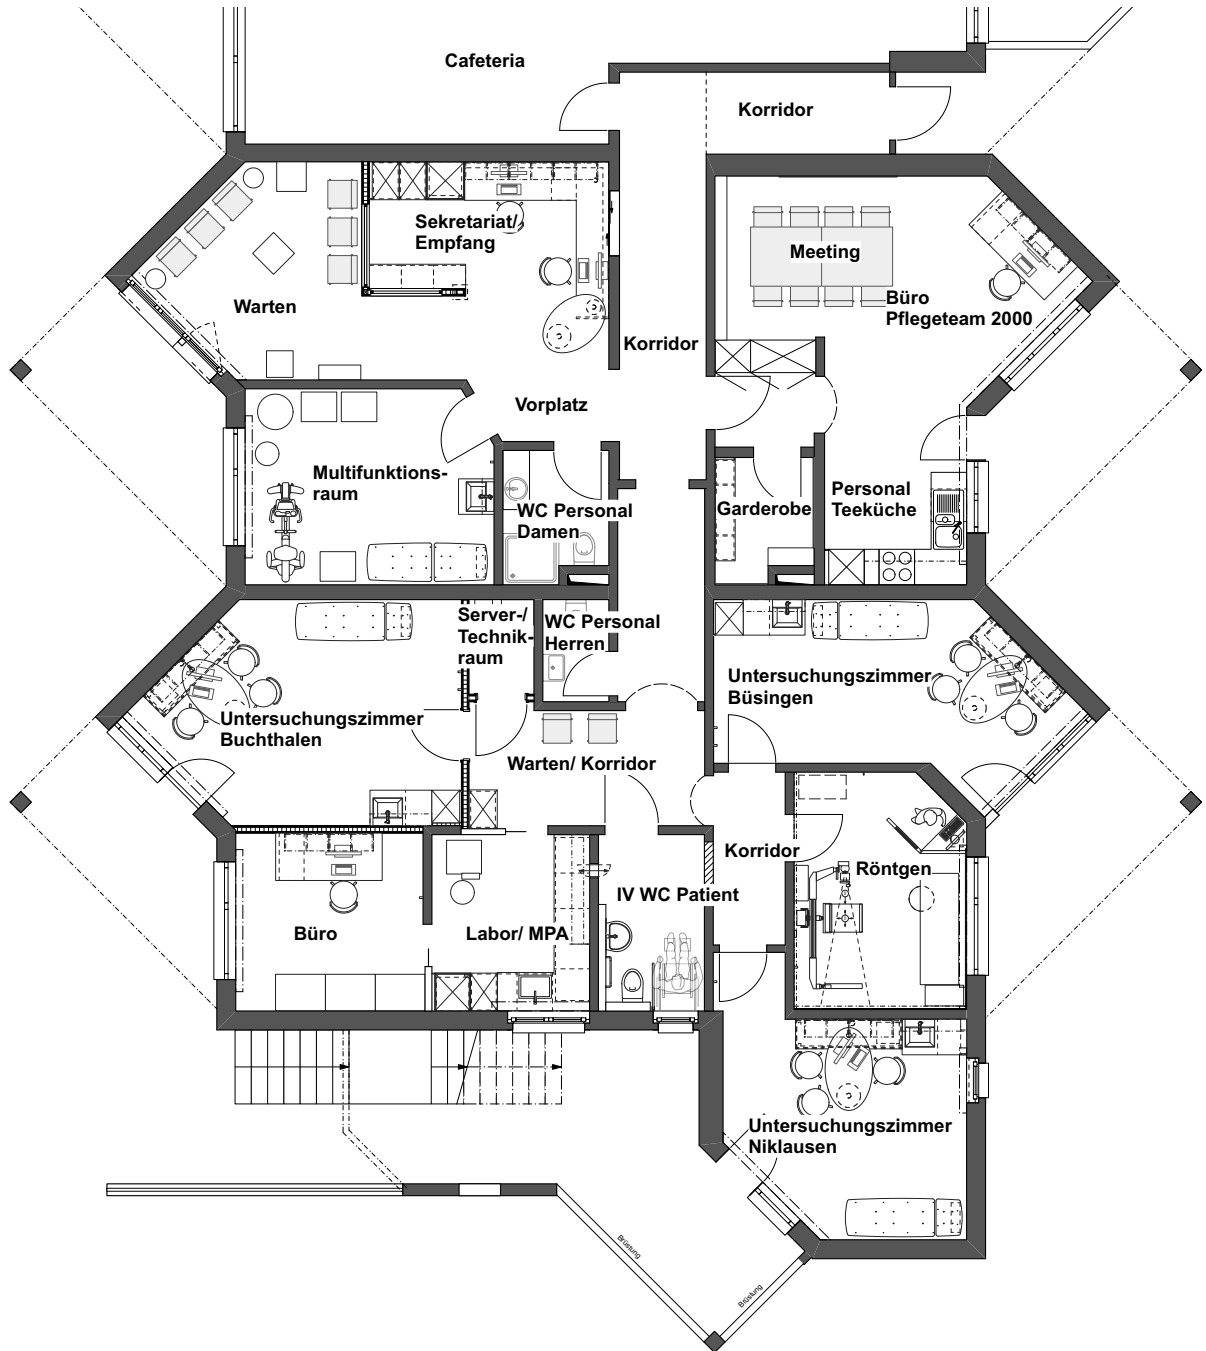 Cafeteria
Korridor
Sekretariat/
Empfang
Meeting
Warten
Büro
Pflegeteam 2000
Korridor
Vorplatz
Multifunktions-
raum
WC Personal
Damen
Garderobe
Personal
Teeküche
Server-/
Technik-
raum
WC Personal
Herren
Untersuchungszimmer
Büsingen
Untersuchungszimmer
Buchthalen
Warten/ Korridor
Korridor
Röntgen
IV WC Patient
Büro
Labor/ MPA
Untersuchungszimmer
Niklausen
Brüstung
Brüstung